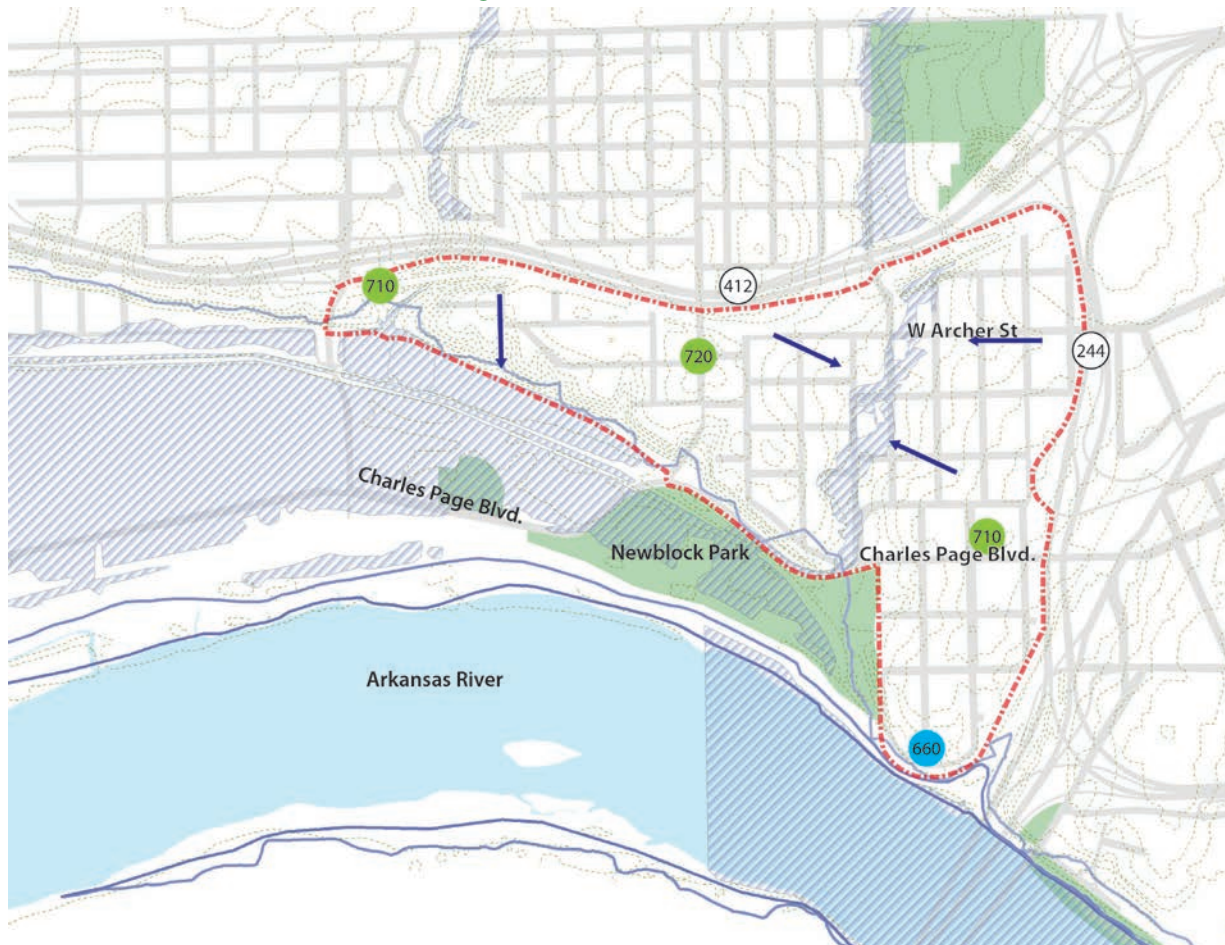 710
412
W Archer St
244
720
Charles Page Blvd.
Newblock Park
710
Charles Page Blvd.
Arkansas River
660